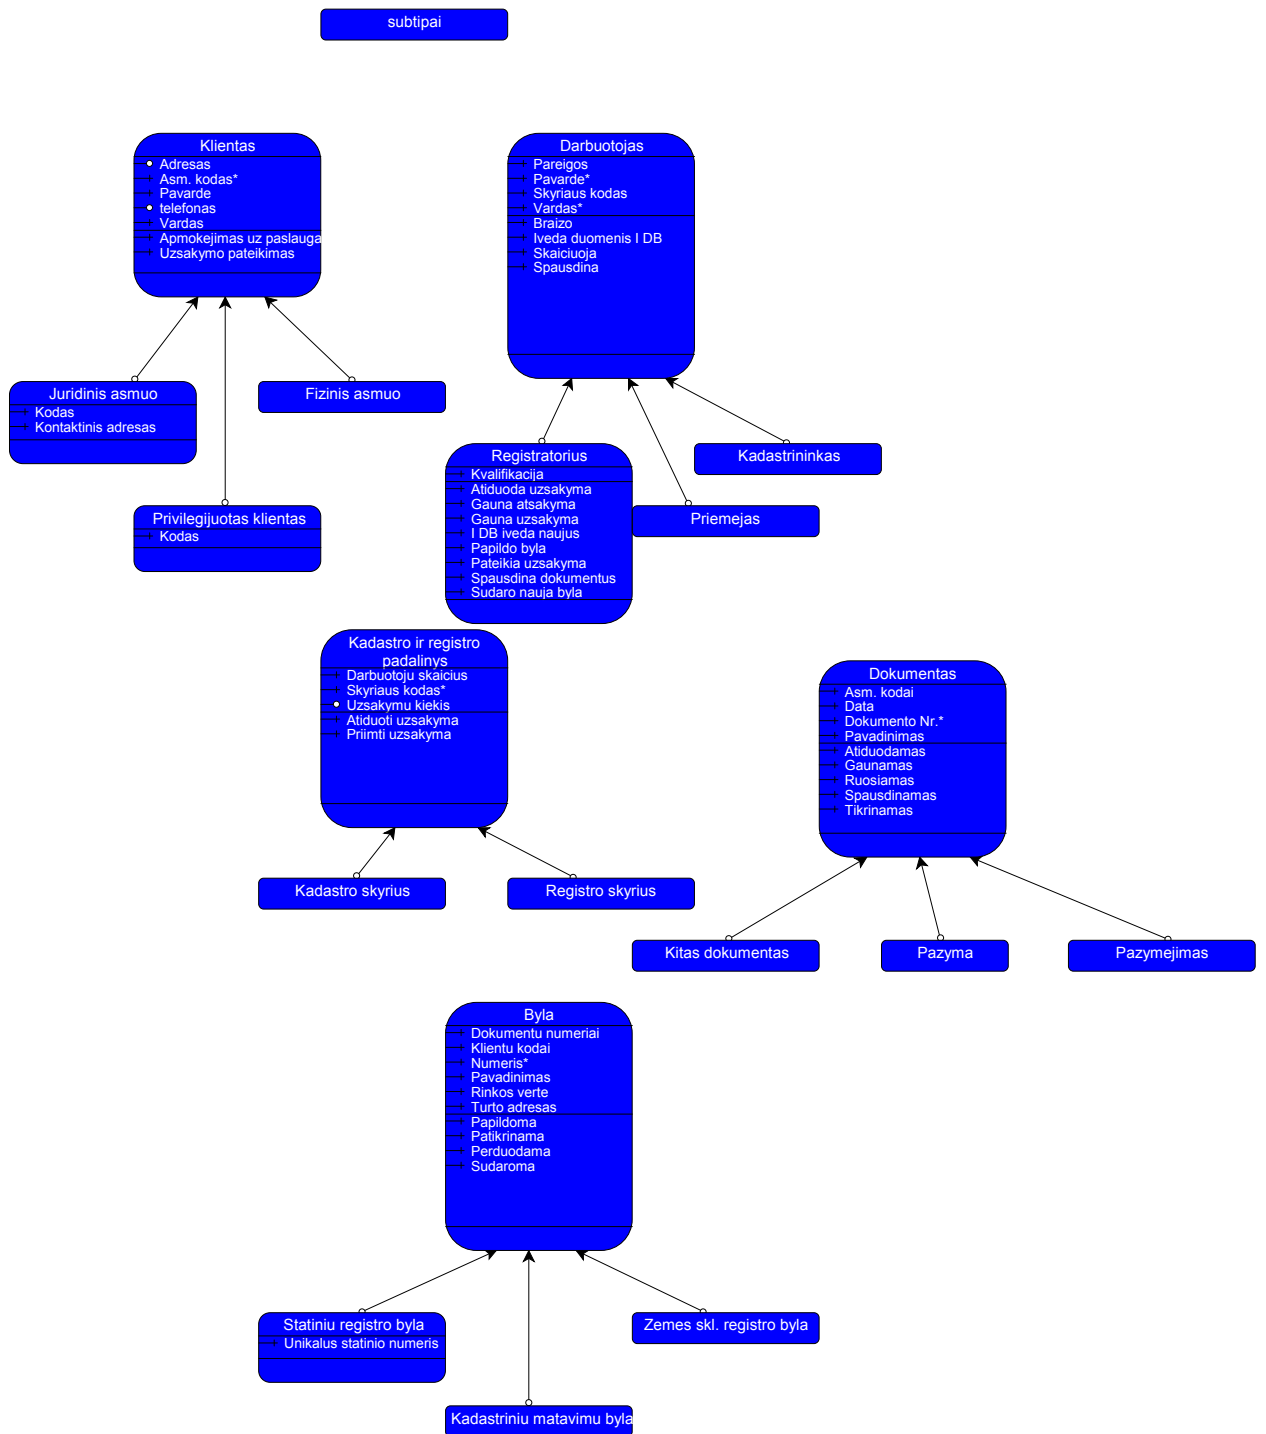 subtipai
Klientas
Adresas
Asm. kodas*
Pavarde
telefonas
Vardas
Apmokejimas uz paslauga
Uzsakymo pateikimas
Darbuotojas
Pareigos
Pavarde*
Skyriaus kodas
Vardas*
Braizo
Iveda duomenis I DB
Skaiciuoja
Spausdina
Juridinis asmuo
Kodas
Kontaktinis adresas
Fizinis asmuo
Privilegijuotas klientas
Kodas
Registratorius
Kvalifikacija
Atiduoda uzsakyma
Gauna atsakyma
Gauna uzsakyma
I DB iveda naujus
Papildo byla
Pateikia uzsakyma
Spausdina dokumentus
Sudaro nauja byla
Kadastrininkas
Priemejas
Kadastro ir registro
padalinys
Darbuotoju skaicius
Skyriaus kodas*
Uzsakymu kiekis
Atiduoti uzsakyma
Priimti uzsakyma
Dokumentas
Asm. kodai
Data
Dokumento Nr.*
Pavadinimas
Atiduodamas
Gaunamas
Ruosiamas
Spausdinamas
Tikrinamas
Kadastro skyrius
Registro skyrius
Kitas dokumentas
Pazyma
Pazymejimas
Byla
Dokumentu numeriai
Klientu kodai
Numeris*
Pavadinimas
Rinkos verte
Turto adresas
Papildoma
Patikrinama
Perduodama
Sudaroma
Statiniu registro byla
Unikalus statinio numeris
Zemes skl. registro byla
Kadastriniu matavimu byla